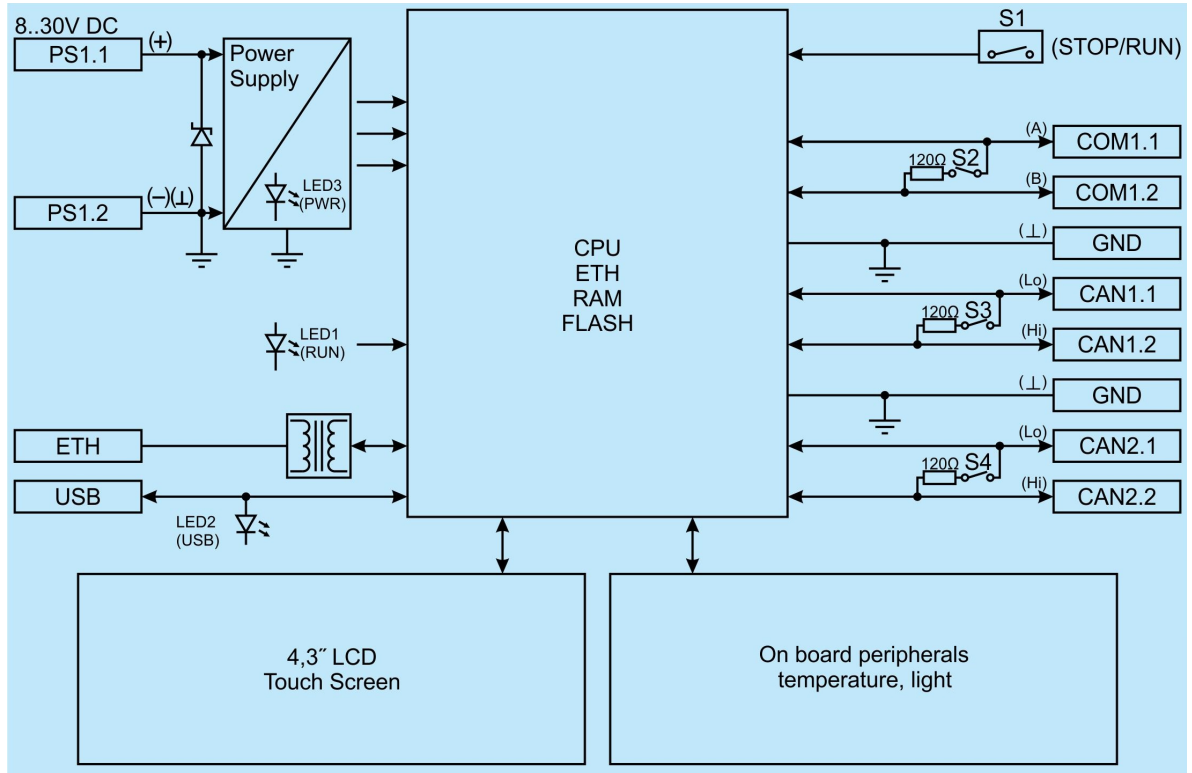 8..30V DC
PS1.1
(+)
Power
Supply
LED3
(PWR)
PS1.2
(−)(⊥)
LED1
(RUN)
ETH
USB
LED2
(USB)
CPU
ETH
RAM
FLASH
S1
(STOP/RUN)
(A)
COM1.1
120Ω S2
(B)
COM1.2
(⊥)
GND
(Lo)
CAN1.1
120Ω S3
(Hi)
CAN1.2
(⊥)
GND
(Lo)
CAN2.1
120Ω S4
(Hi)
CAN2.2
4,3˝ LCD
Touch Screen
On board peripherals
temperature, light